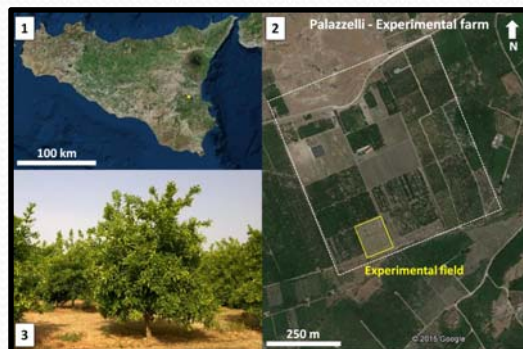 1
100 km
2
Palazzelli - Experimental farm
N
Experimental field
250 m
© 2015 Google
3